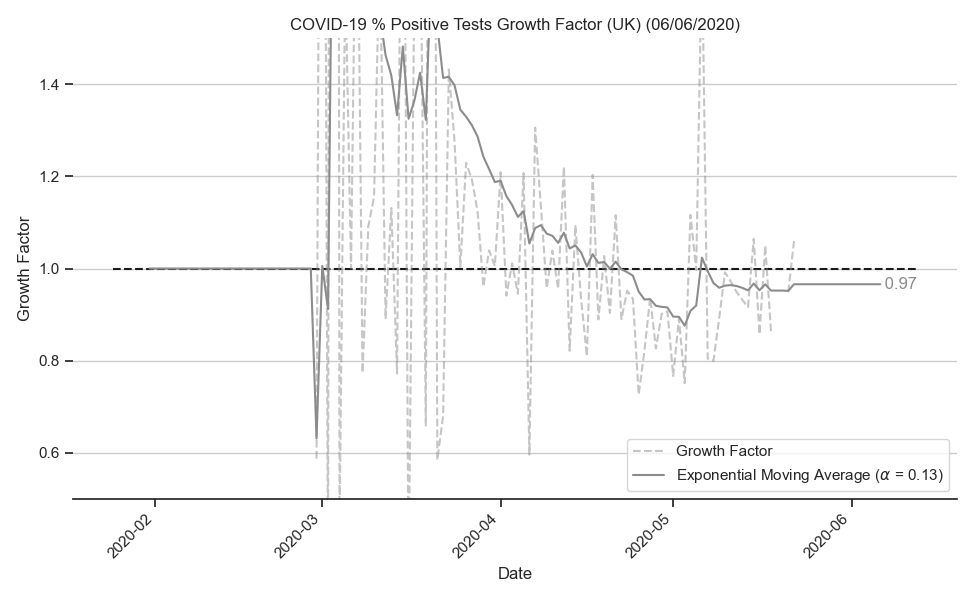 COVID-19 % Positive Tests Growth Factor (UK) (06/06/2020)
Growth Factor
1.4
1.2
1.0
0.8
0.6
0.97
Growth Factor
Exponential Moving Average (α = 0.13)
2020-02
2020-03
2020-04
2020-05
2020-06
Date